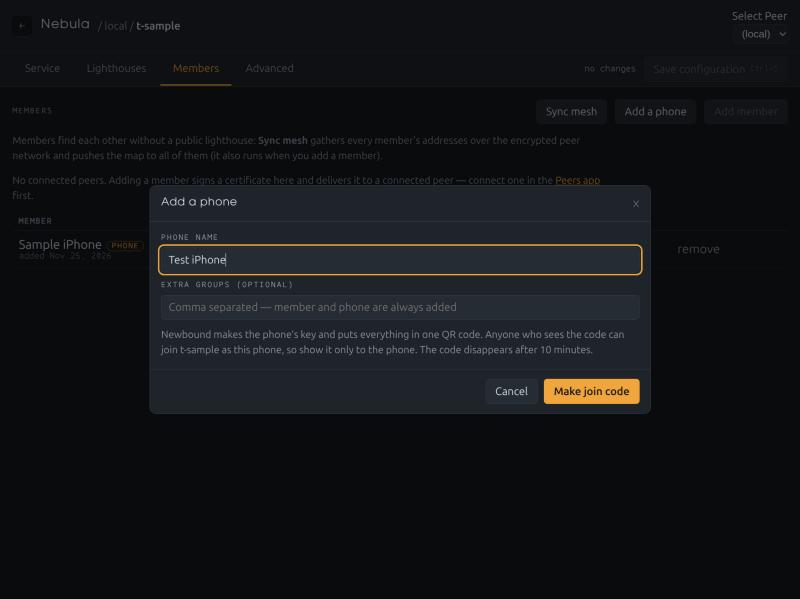 ← Nebula / local / t-sample
Select Peer
(local)
Service Lighthouses Members Advanced
no changes Save configuration Ctrl+S
MEMBERS
Sync mesh Add a phone Add member
Members find each other without a public lighthouse: Sync mesh gathers every member's addresses over the encrypted peer
network and pushes the map to all of them (it also runs when you add a member).
No connected peers. Adding a member signs a certificate here and delivers it to a connected peer — connect one in the Peers app
first.
MEMBER
Sample iPhone PHONE
added Nov 25, 2026
remove
Add a phone x
PHONE NAME
Test iPhone
EXTRA GROUPS (OPTIONAL)
Comma separated — member and phone are always added
Newbound makes the phone's key and puts everything in one QR code. Anyone who sees the code can
join t-sample as this phone, so show it only to the phone. The code disappears after 10 minutes.
Cancel Make join code